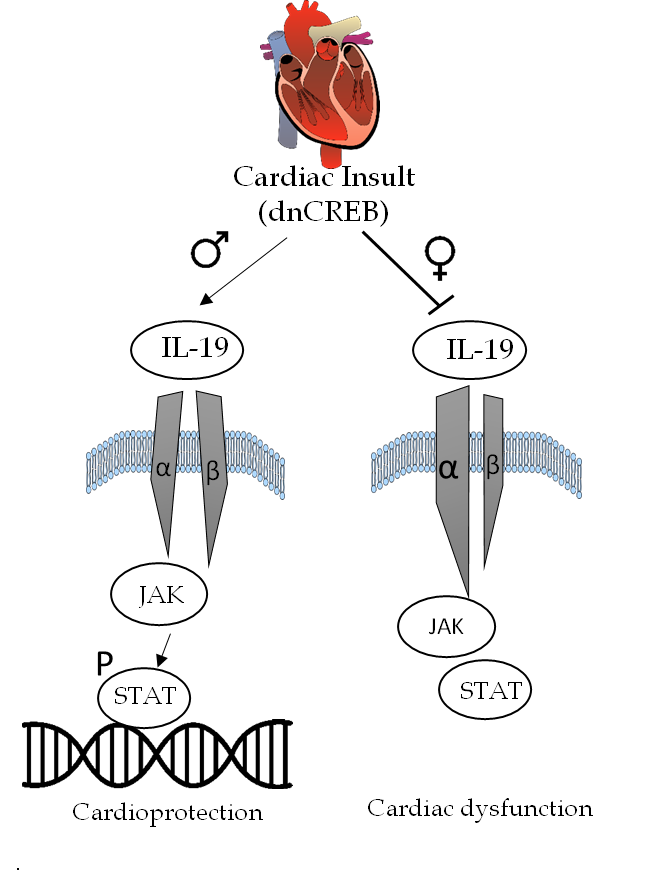 Cardiac Insult
(dnCREB)
♂
♀
IL-19
IL-19
α
β
α
β
JAK
JAK
P
STAT
STAT
Cardioprotection
Cardiac dysfunction
.